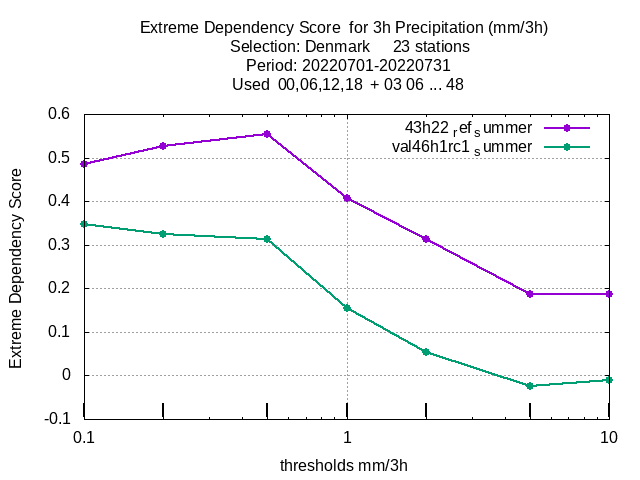 Extreme Dependency Score  for 3h Precipitation (mm/3h)
Selection: Denmark     23 stations
Period: 20220701-20220731
Used  00,06,12,18  + 03 06 ... 48
43h22 refsummer
val46h1rc1 summer
Extreme Dependency Score
0.6
0.5
0.4
0.3
0.2
0.1
0
-0.1
0.1
1
10
thresholds mm/3h